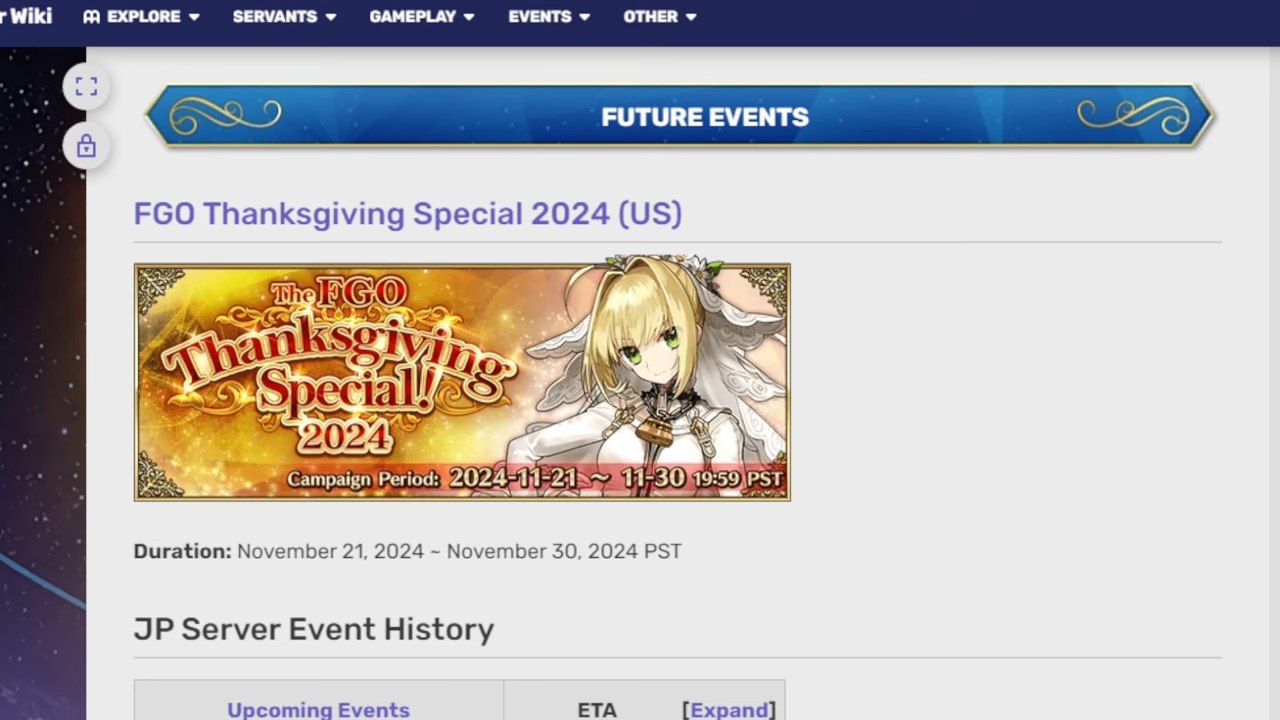 r Wiki EXPLORE SERVANTS GAMEPLAY EVENTS OTHER
FUTURE EVENTS
FGO Thanksgiving Special 2024 (US)
The FGO
Thanksgiving
Special!
2024
Campaign Period: 2024-11-21 ~ 11-30 19:59 PST
Duration: November 21, 2024 ~ November 30, 2024 PST
JP Server Event History
Upcoming Events ETA [Expand]